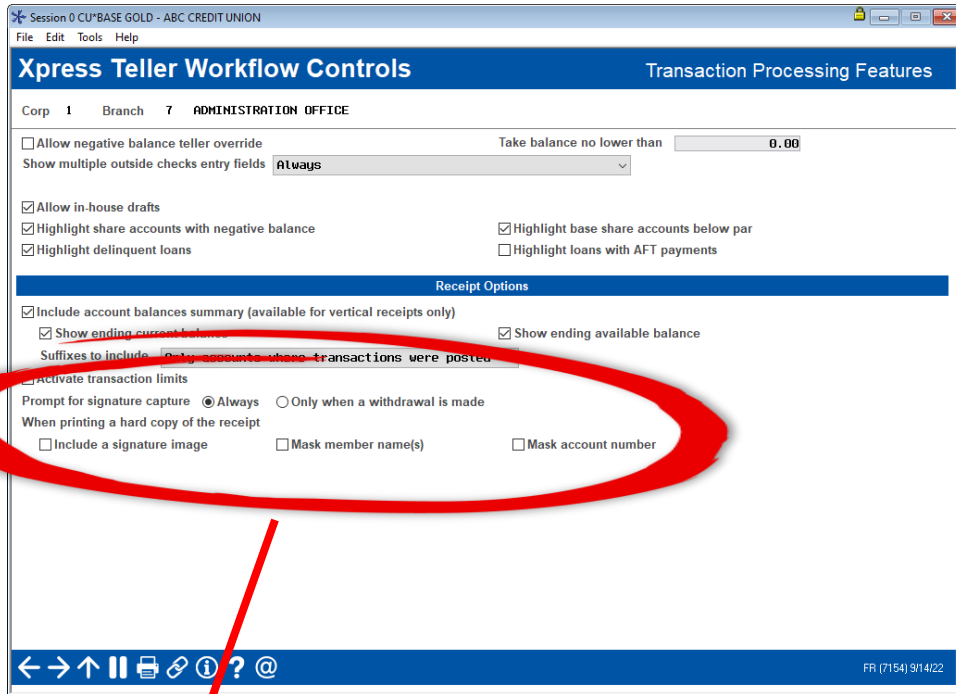 Session 0 CU*BASE GOLD - ABC CREDIT UNION
File Edit Tools Help
Xpress Teller Workflow Controls Transaction Processing Features
Corp 1 Branch 7 ADMINISTRATION OFFICE
Allow negative balance teller override Take balance no lower than 0.00
Show multiple outside checks entry fields Always
Allow in-house drafts
Highlight share accounts with negative balance Highlight base share accounts below par
Highlight delinquent loans Highlight loans with AFT payments
Receipt Options
Include account balances summary (available for vertical receipts only)
Show ending current balance Show ending available balance
Suffixes to include Only accounts where transactions were posted
Activate transaction limits
Prompt for signature capture Always Only when a withdrawal is made
When printing a hard copy of the receipt
Include a signature image Mask member name(s) Mask account number
FR (7154) 9/14/22